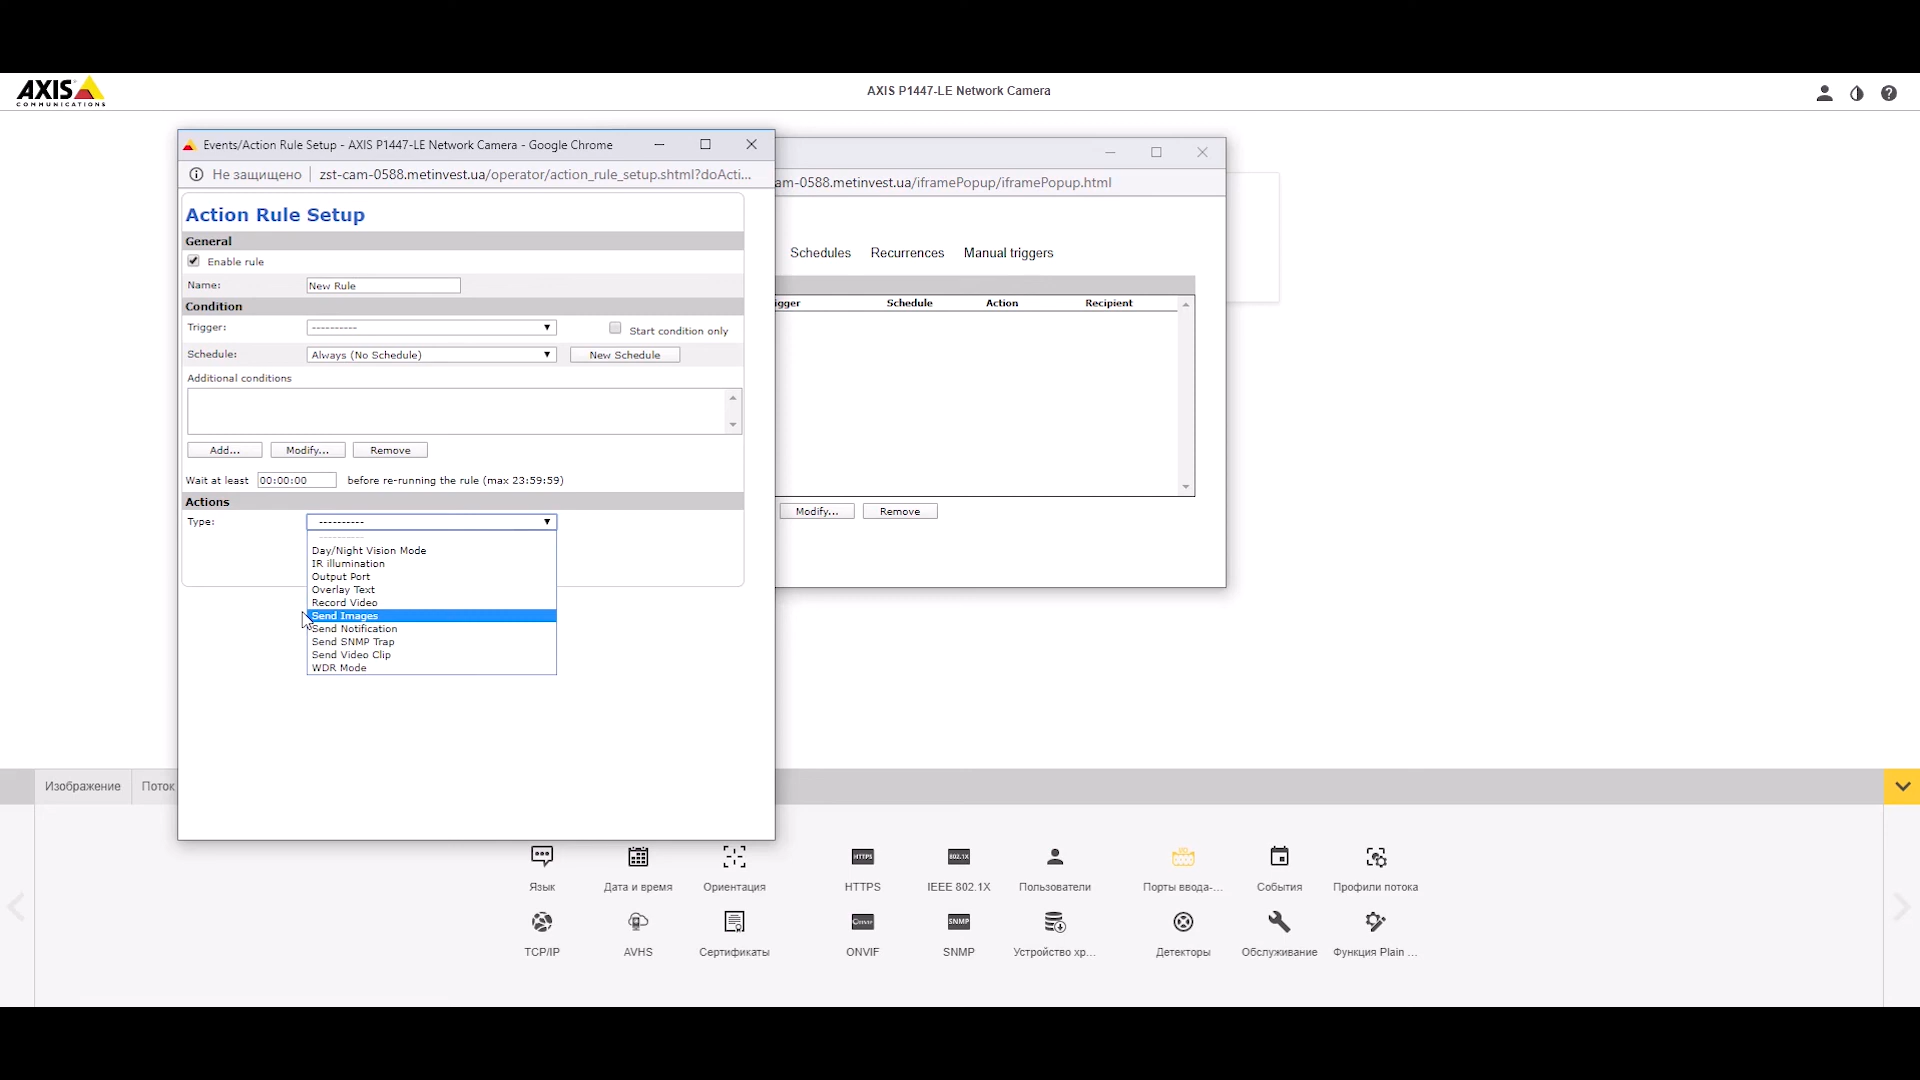 AXIS
COMMUNICATIONS
AXIS P1447-LE Network Camera
Events/Action Rule Setup - AXIS P1447-LE Network Camera - Google Chrome
Не защищено | zst-cam-0588.metinvest.ua/operator/action_rule_setup.shtml?doActi...
am-0588.metinvest.ua/iframePopup/iframePopup.html
Action Rule Setup
General
Enable rule
Name: New Rule
Condition
Trigger: ---------- Start condition only
Schedule: Always (No Schedule) New Schedule
Additional conditions
Add... Modify... Remove
Wait at least 00:00:00 before re-running the rule (max 23:59:59)
Actions
Type: ----------
----------
Day/Night Vision Mode
IR illumination
Output Port
Overlay Text
Record Video
Send Images
Send Notification
Send SNMP Trap
Send Video Clip
WDR Mode
Schedules Recurrences Manual triggers
igger Schedule Action Recipient
Modify... Remove
Изображение Поток
HTTPS 802.1X
Язык Дата и время Ориентация HTTPS IEEE 802.1X Пользователи Порты ввода-... События Профили потока
SNMP
TCP/IP AVHS Сертификаты ONVIF SNMP Устройство хр... Детекторы Обслуживание Функция Plain ...